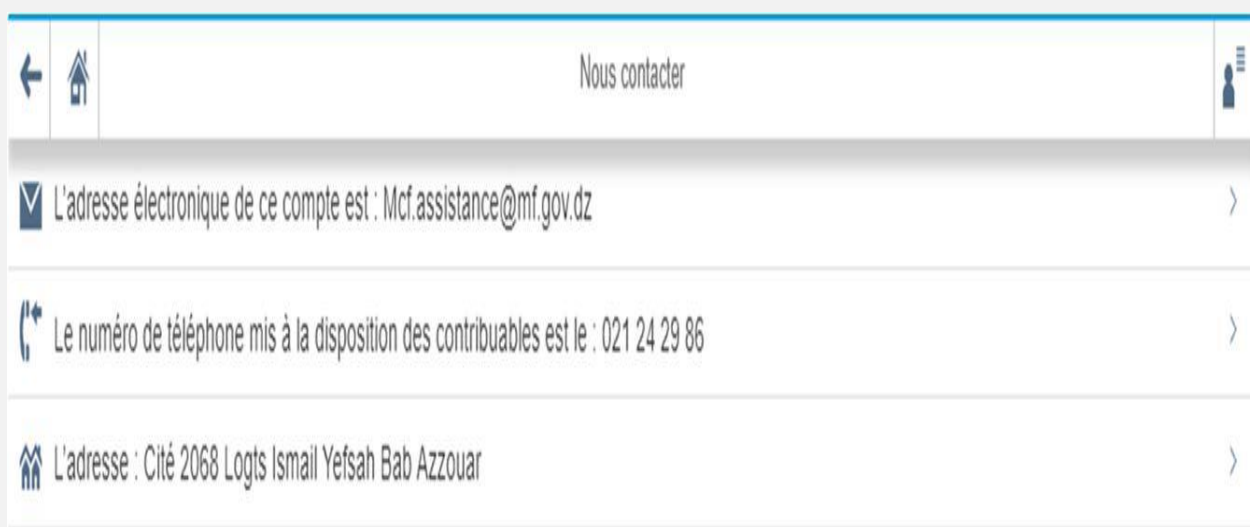 Nous contacter
L'adresse électronique de ce compte est : Mcf.assistance@mf.gov.dz
Le numéro de téléphone mis à la disposition des contribuables est le : 021 24 29 86
L'adresse : Cité 2068 Logts Ismail Yefsah Bab Azzouar